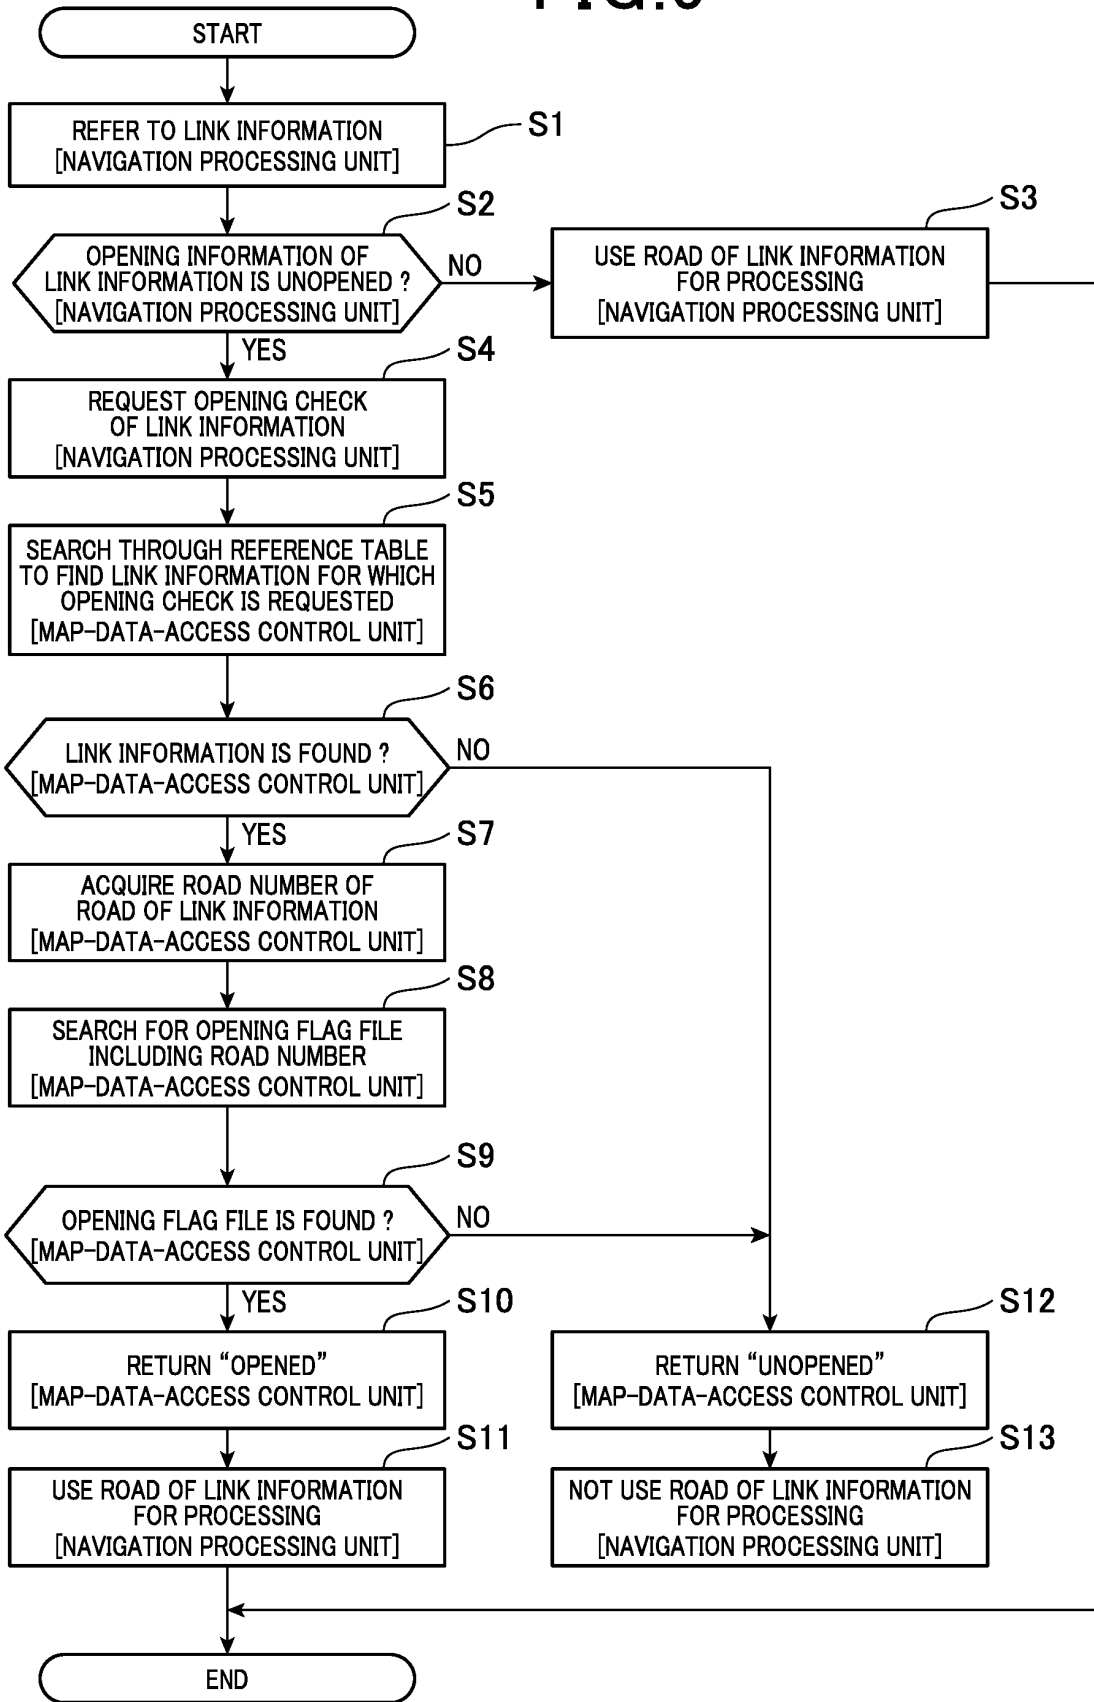 START
REFER TO LINK INFORMATION
[NAVIGATION PROCESSING UNIT]
S1
OPENING INFORMATION OF
LINK INFORMATION IS UNOPENED ?
[NAVIGATION PROCESSING UNIT]
S2
NO
YES
USE ROAD OF LINK INFORMATION
FOR PROCESSING
[NAVIGATION PROCESSING UNIT]
S3
REQUEST OPENING CHECK
OF LINK INFORMATION
[NAVIGATION PROCESSING UNIT]
S4
SEARCH THROUGH REFERENCE TABLE
TO FIND LINK INFORMATION FOR WHICH
OPENING CHECK IS REQUESTED
[MAP-DATA-ACCESS CONTROL UNIT]
S5
LINK INFORMATION IS FOUND ?
[MAP-DATA-ACCESS CONTROL UNIT]
S6
NO
YES
ACQUIRE ROAD NUMBER OF
ROAD OF LINK INFORMATION
[MAP-DATA-ACCESS CONTROL UNIT]
S7
SEARCH FOR OPENING FLAG FILE
INCLUDING ROAD NUMBER
[MAP-DATA-ACCESS CONTROL UNIT]
S8
OPENING FLAG FILE IS FOUND ?
[MAP-DATA-ACCESS CONTROL UNIT]
S9
NO
YES
RETURN “OPENED”
[MAP-DATA-ACCESS CONTROL UNIT]
S10
RETURN “UNOPENED”
[MAP-DATA-ACCESS CONTROL UNIT]
S12
USE ROAD OF LINK INFORMATION
FOR PROCESSING
[NAVIGATION PROCESSING UNIT]
S11
NOT USE ROAD OF LINK INFORMATION
FOR PROCESSING
[NAVIGATION PROCESSING UNIT]
S13
END